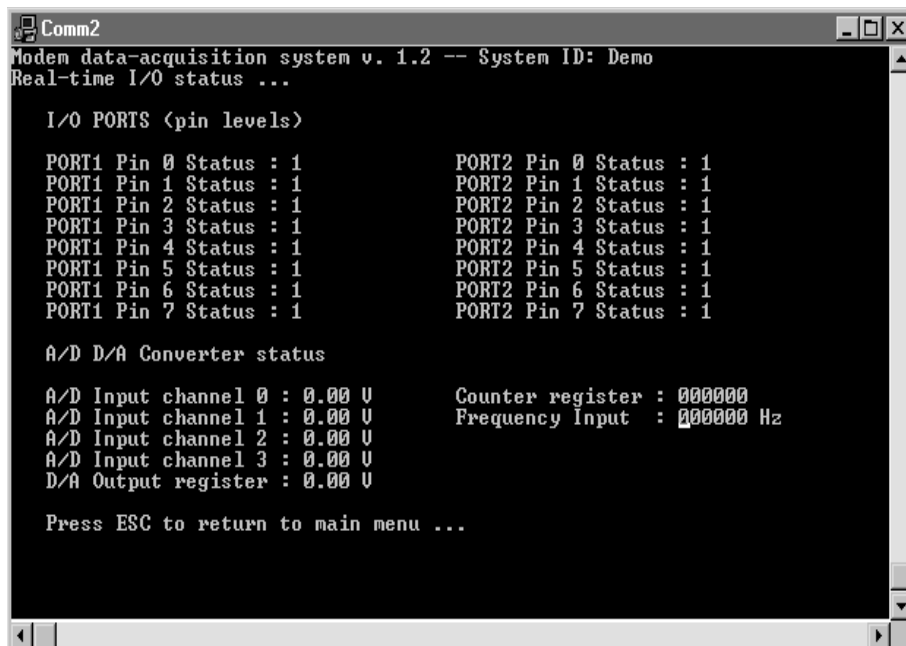 Comm2
Modem data-acquisition system v. 1.2 -- System ID: Demo
Real-time I/O status ...
I/O PORTS (pin levels)
PORT1 Pin 0 Status : 1 PORT2 Pin 0 Status : 1
PORT1 Pin 1 Status : 1 PORT2 Pin 1 Status : 1
PORT1 Pin 2 Status : 1 PORT2 Pin 2 Status : 1
PORT1 Pin 3 Status : 1 PORT2 Pin 3 Status : 1
PORT1 Pin 4 Status : 1 PORT2 Pin 4 Status : 1
PORT1 Pin 5 Status : 1 PORT2 Pin 5 Status : 1
PORT1 Pin 6 Status : 1 PORT2 Pin 6 Status : 1
PORT1 Pin 7 Status : 1 PORT2 Pin 7 Status : 1
A/D D/A Converter status
A/D Input channel 0 : 0.00 V Counter register : 000000
A/D Input channel 1 : 0.00 V Frequency Input : 000000 Hz
A/D Input channel 2 : 0.00 V
A/D Input channel 3 : 0.00 V
D/A Output register : 0.00 V
Press ESC to return to main menu ...